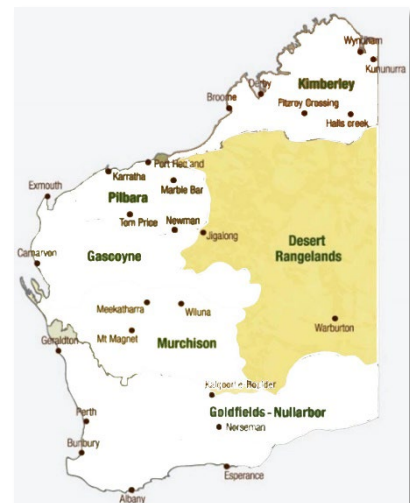 Wyndham
Kununurra
Kimberley
Derby
Broome
Fitzroy Crossing
Halls creek
Port Hedland
Karratha
Marble Bar
Exmouth
Pilbara
Tom Price
Newman
Jigalong
Desert
Rangelands
Gascoyne
Carnarvon
Meekatharra
Wiluna
Mt Magnet
Warburton
Geraldton
Murchison
Kalgoorlie Boulder
Goldfields - Nullarbor
Perth
Norseman
Bunbury
Esperance
Albany